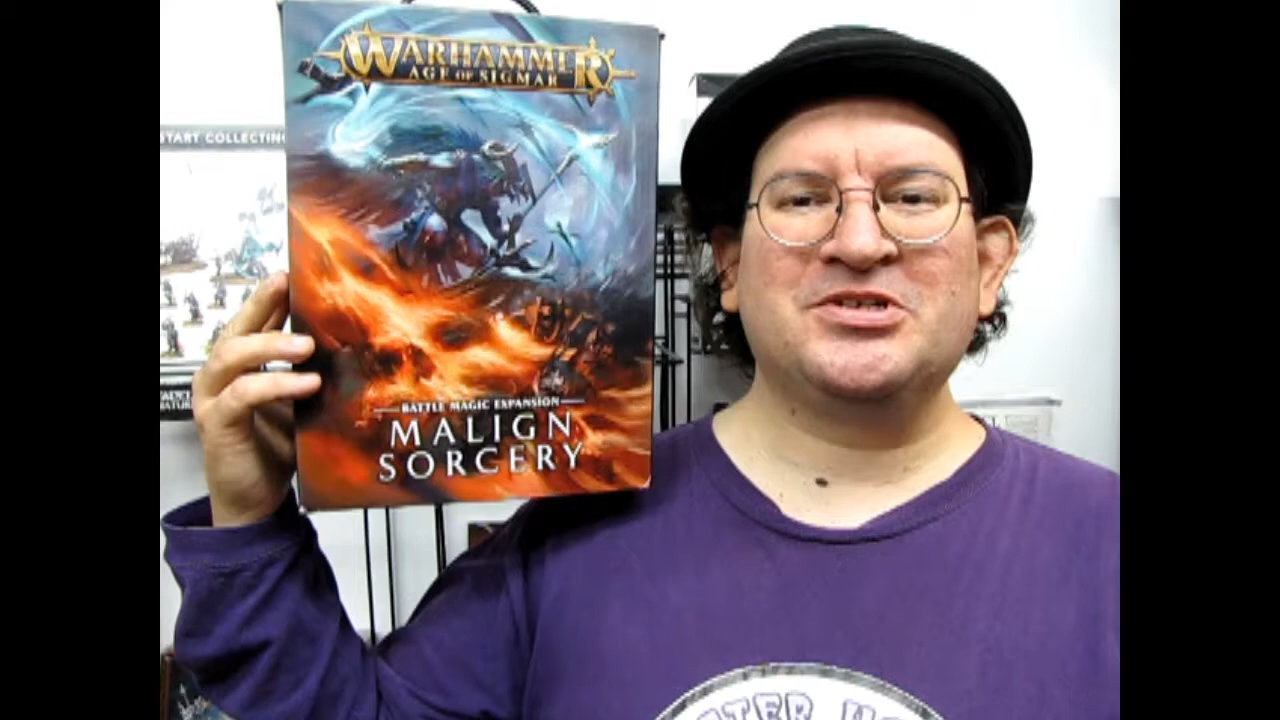 WARHAMMER
AGE OF SIGMAR
START COLLECTING
BATTLE MAGIC EXPANSION
MALIGN
SORCERY